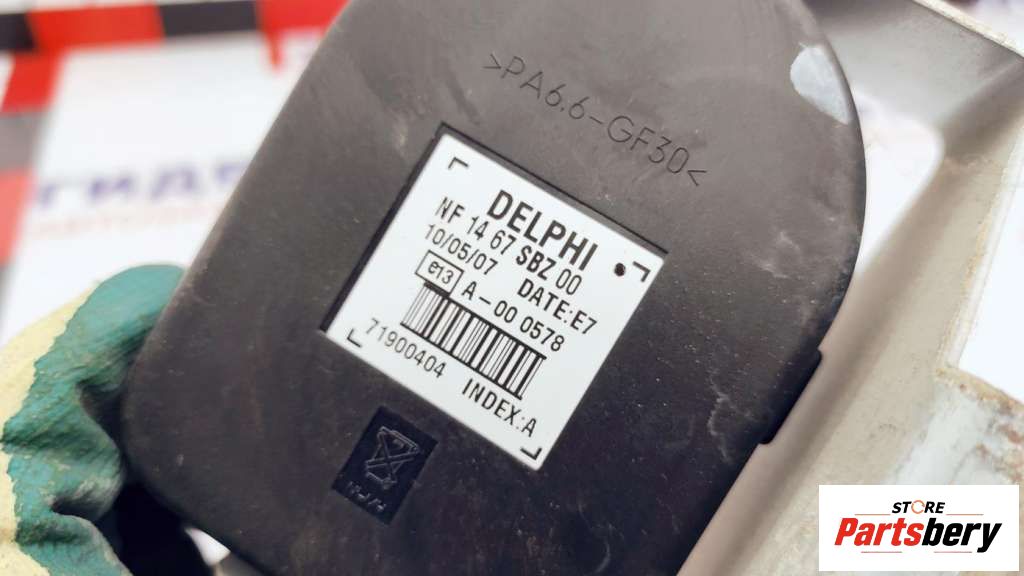 >PA6.6-GF30<
DELPHI
NF 14 67 SBZ 00
10/05/07 DATE:E7
e13 A-00 0578
71900404 INDEX:A
STORE
Partsbery